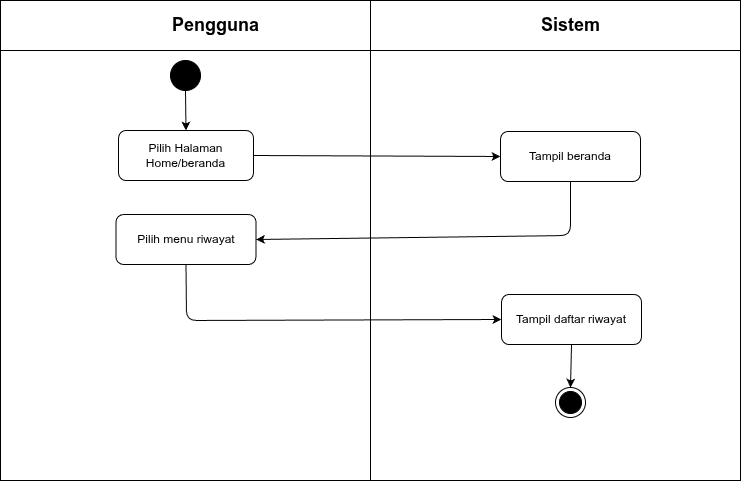 Pengguna
Sistem
Pilih Halaman
Home/beranda
Tampil beranda
Pilih menu riwayat
Tampil daftar riwayat